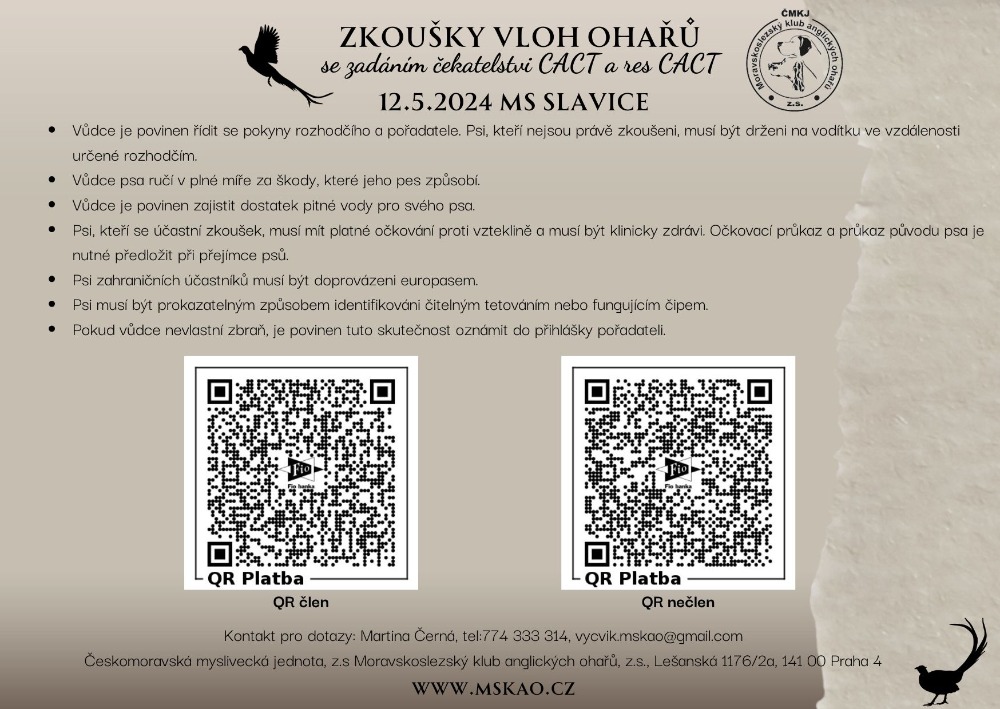 ZKOUŠKY VLOH OHAŘŮ
se zadáním čekatelstvi CACT a res CACT
12.5.2024 MS SLAVICE
ČMKJ
Moravskoslezský klub anglických ohařů
z.s.
• Vůdce je povinen řídit se pokyny rozhodčího a pořadatele. Psi, kteří nejsou právě zkoušeni, musí být drženi na vodítku ve vzdálenosti
určené rozhodčím.
• Vůdce psa ručí v plné míře za škody, které jeho pes způsobí.
• Vůdce je povinen zajistit dostatek pitné vody pro svého psa.
• Psi, kteří se účastní zkoušek, musí mít platné očkování proti vzteklině a musí být klinicky zdrávi. Očkovací průkaz a průkaz původu psa je
nutné předložit při přejímce psů.
• Psi zahraničních účastníků musí být doprovázeni europasem.
• Psi musí být prokazatelným způsobem identifikováni čitelným tetováním nebo fungujícím čipem.
• Pokud vůdce nevlastní zbraň, je povinen tuto skutečnost oznámit do přihlášky pořadateli.
Fio
Fio banka
QR Platba
QR člen
Fio
Fio banka
QR Platba
QR nečlen
Kontakt pro dotazy: Martina Černá, tel:774 333 314, vycvik.mskao@gmail.com
Českomoravská myslivecká jednota, z.s Moravskoslezský klub anglických ohařů, z.s., Lešanská 1176/2a, 141 00 Praha 4
WWW.MSKAO.CZ